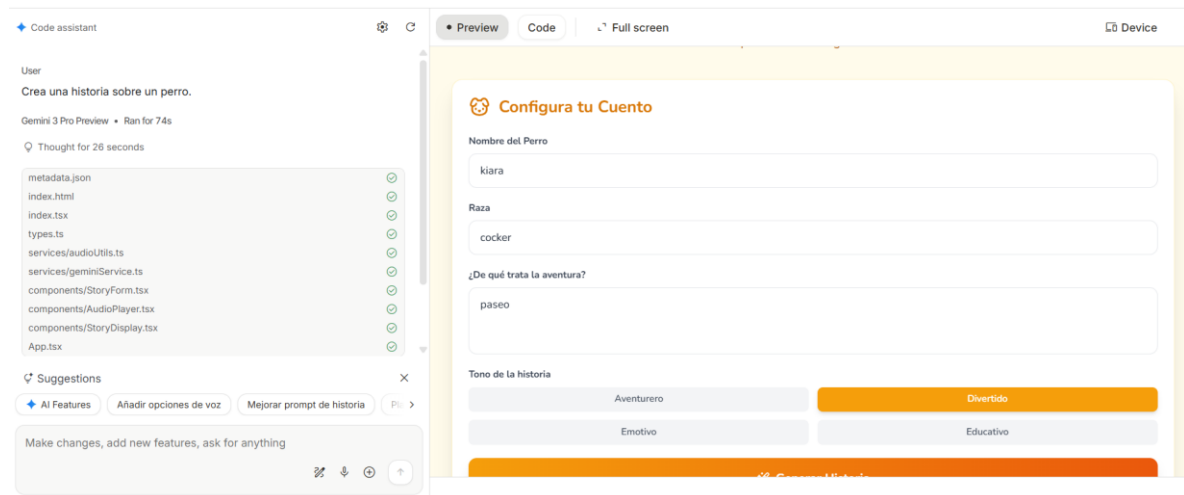 Code assistant
User
Crea una historia sobre un perro.
Gemini 3 Pro Preview • Ran for 74s
Thought for 26 seconds
metadata.json
index.html
index.tsx
types.ts
services/audioUtils.ts
services/geminiService.ts
components/StoryForm.tsx
components/AudioPlayer.tsx
components/StoryDisplay.tsx
App.tsx
Suggestions
AI Features
Añadir opciones de voz
Mejorar prompt de historia
Make changes, add new features, ask for anything
Preview
Code
Full screen
Device
Configura tu Cuento
Nombre del Perro
kiara
Raza
cocker
¿De qué trata la aventura?
paseo
Tono de la historia
Aventurero
Divertido
Emotivo
Educativo